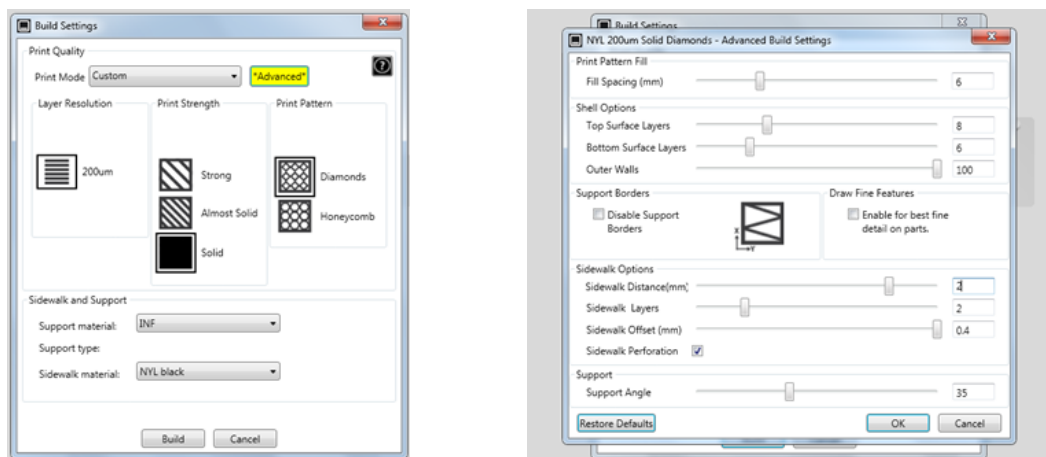 Build Settings
Print Quality
Print Mode Custom *Advanced*
Layer Resolution Print Strength Print Pattern
200um Strong Diamonds
Almost Solid Honeycomb
Solid
Sidewalk and Support
Support material: INF
Support type:
Sidewalk material: NYL black
Build Cancel
Build Settings
NYL 200um Solid Diamonds - Advanced Build Settings
Print Pattern Fill
Fill Spacing (mm) 6
Shell Options
Top Surface Layers 8
Bottom Surface Layers 6
Outer Walls 100
Support Borders Draw Fine Features
Disable Support Enable for best fine
Borders detail on parts.
X
Y
Sidewalk Options
Sidewalk Distance(mm) 2
Sidewalk Layers 2
Sidewalk Offset (mm) 0.4
Sidewalk Perforation
Support
Support Angle 35
Restore Defaults OK Cancel